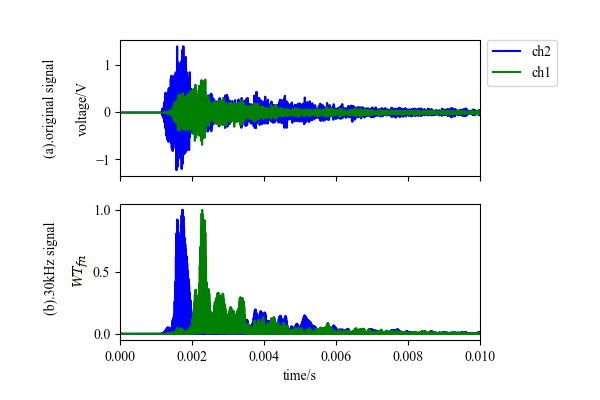 ch2
ch1
(a).original signal
voltage/V
1
0
−1
(b).30kHz signal
WTfn
1.0
0.5
0.0
0.000 0.002 0.004 0.006 0.008 0.010
time/s